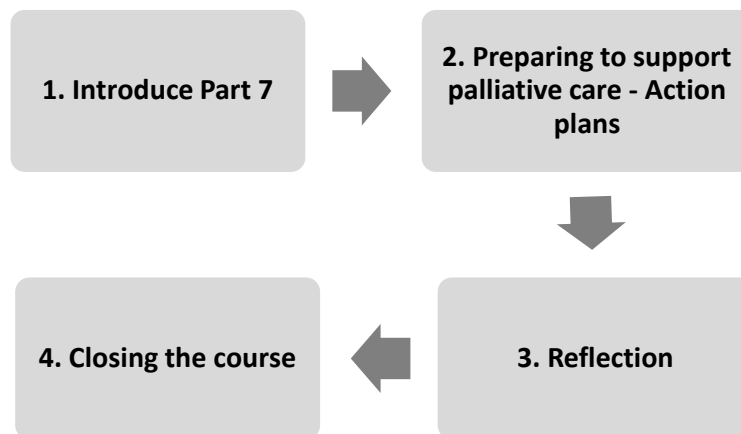 1. Introduce Part 7
2. Preparing to support
palliative care - Action
plans
3. Reflection
4. Closing the course